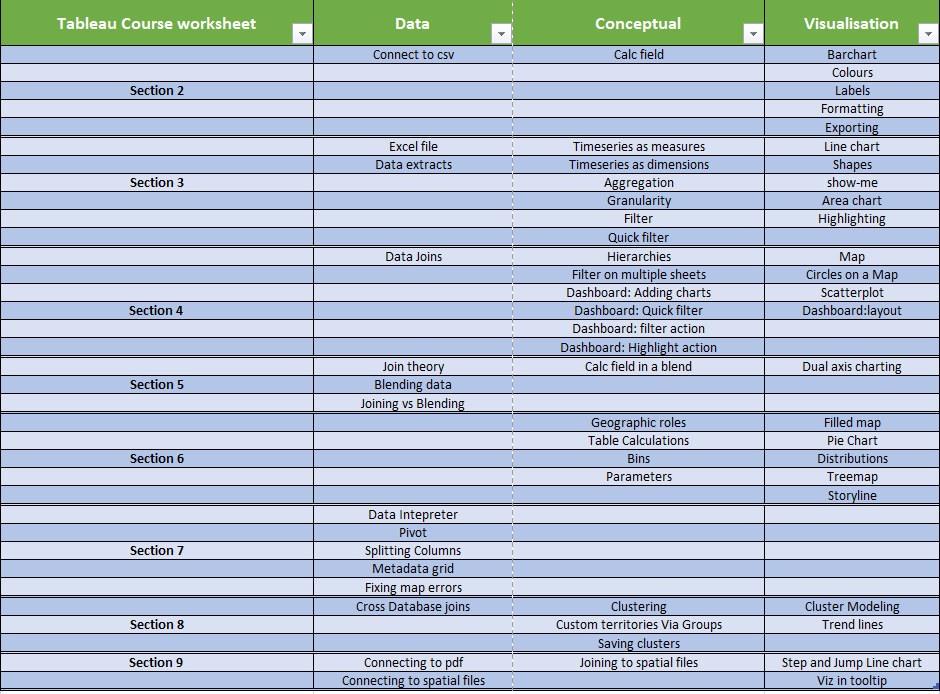 Tableau Course worksheet Data Conceptual Visualisation
Connect to csv Calc field Barchart
Colours
Section 2 Labels
Formatting
Exporting
Excel file Timeseries as measures Line chart
Data extracts Timeseries as dimensions Shapes
Section 3 Aggregation show-me
Granularity Area chart
Filter Highlighting
Quick filter
Data Joins Hierarchies Map
Filter on multiple sheets Circles on a Map
Dashboard: Adding charts Scatterplot
Section 4 Dashboard: Quick filter Dashboard:layout
Dashboard: filter action
Dashboard: Highlight action
Join theory Calc field in a blend Dual axis charting
Section 5 Blending data
Joining vs Blending
Geographic roles Filled map
Table Calculations Pie Chart
Section 6 Bins Distributions
Parameters Treemap
Storyline
Data Intepreter
Pivot
Section 7 Splitting Columns
Metadata grid
Fixing map errors
Cross Database joins Clustering Cluster Modeling
Section 8 Custom territories Via Groups Trend lines
Saving clusters
Section 9 Connecting to pdf Joining to spatial files Step and Jump Line chart
Connecting to spatial files Viz in tooltip